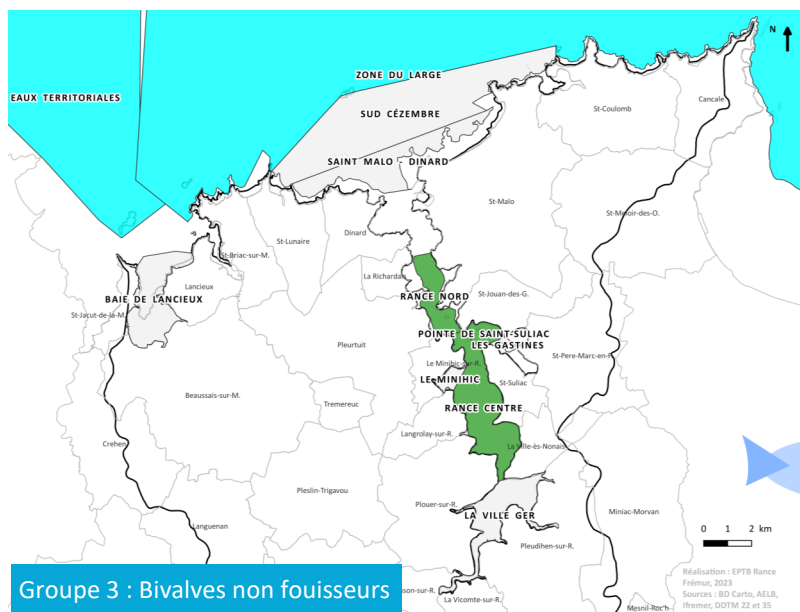 N
ZONE DU LARGE
EAUX TERRITORIALES
SUD CÉZEMBRE
St-Coulomb
Cancale
SAINT MALO - DINARD
St-Malo
St-Meloir-des-O.
St-Lunaire
Dinard
St-Briac-sur-M.
La Richardais
Lancieux
RANCE NORD
St-Jouan-des-G.
BAIE DE LANCIEUX
St-Jacut-de-la-M.
POINTE DE SAINT-SULIAC
LES GASTINES
Pleurtuit
St-Pere-Marc-en-P.
Le Minihic-sur-R.
LE MINIHIC
St-Suliac
Beaussais-sur-M.
Tremereuc
RANCE CENTRE
Langrolay-sur-R.
Crehen
La Ville-ès-Nonais
Pleslin-Trigavou
Plouer-sur-R.
LA VILLE GER
Miniac-Morvan
Languenan
Pleudihen-sur-R.
0 1 2 km
Réalisation : EPTB Rance
Frémur, 2023
Sources : BD Carto, AELB,
Ifremer, DDTM 22 et 35
Groupe 3 : Bivalves non fouisseurs
son-sur-R.
La Vicomte-sur-R.
Mesnil-Roc'h